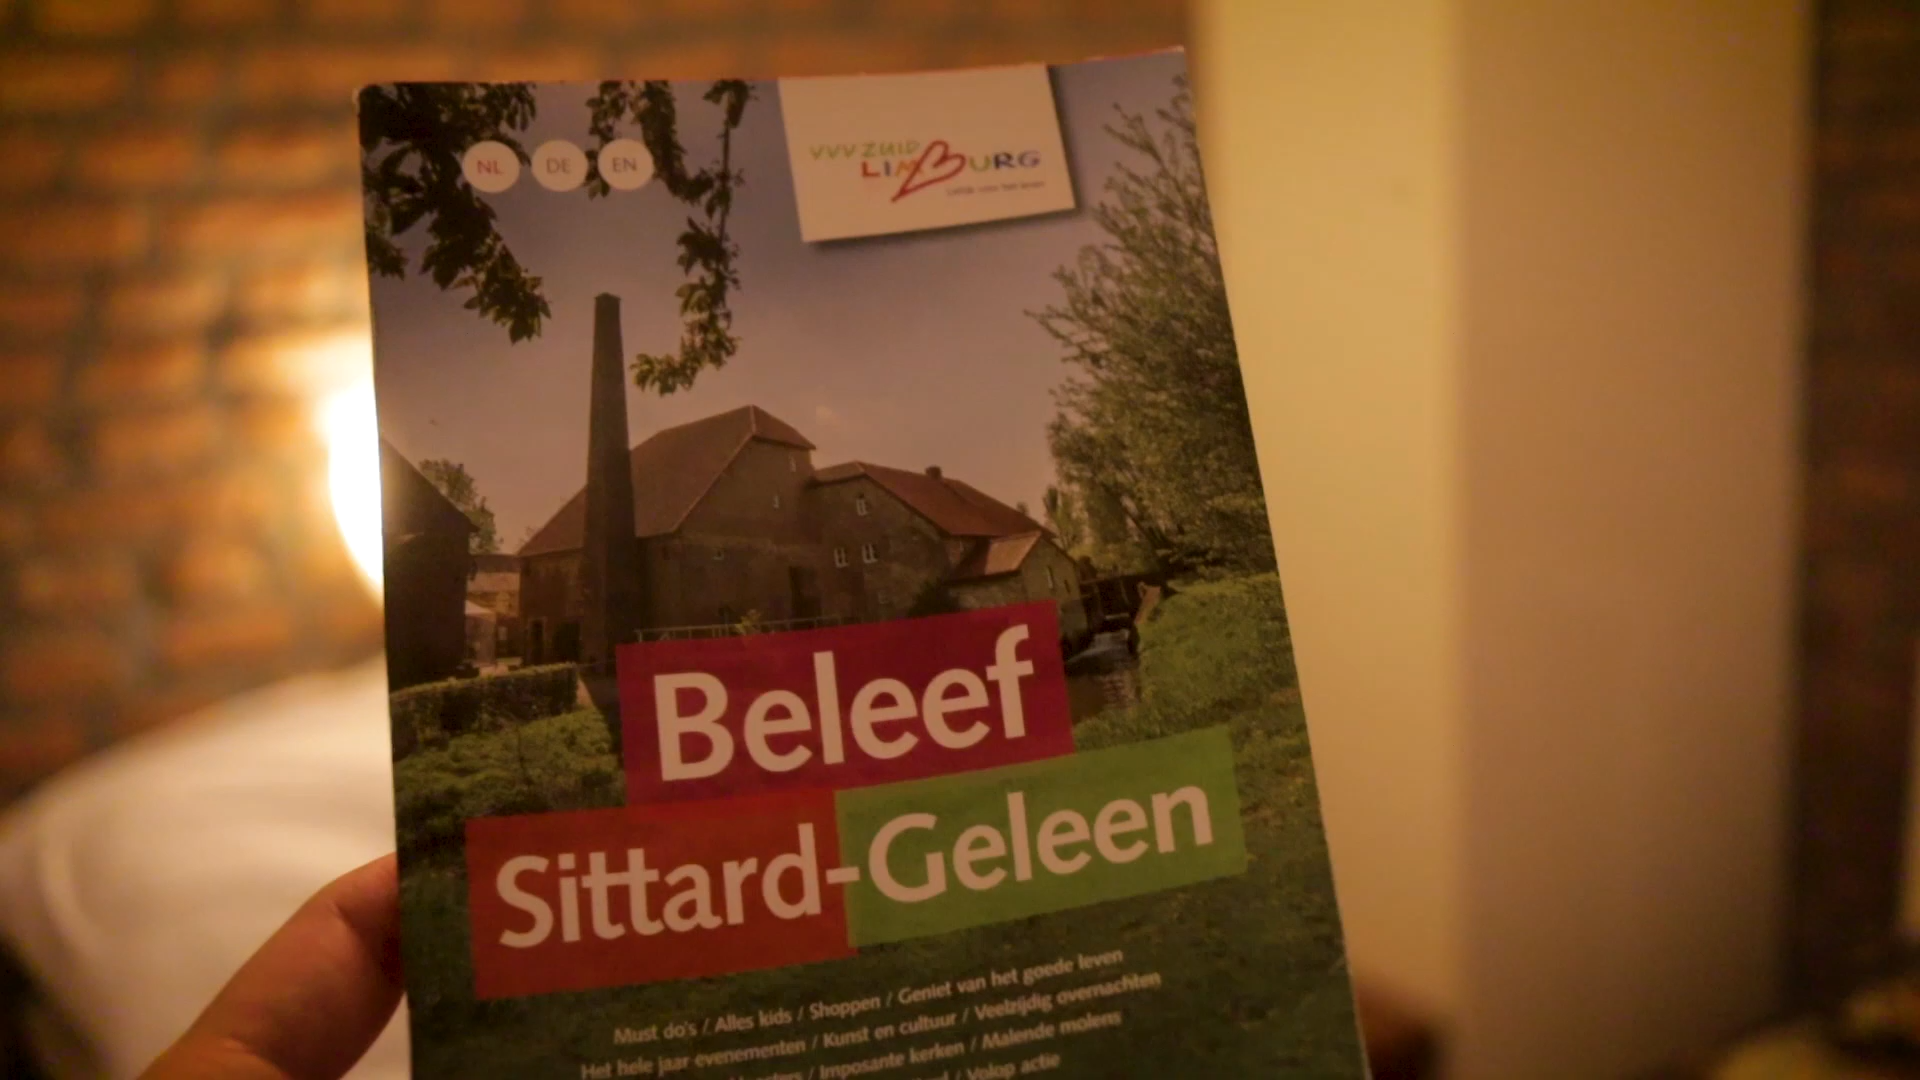 NL DE EN
VVV ZUID
LIMBURG
Beleef
Sittard-Geleen
Must do's / Alles kids / Shoppen / Geniet van het goede leven
Het hele jaar evenementen / Kunst en cultuur / Veelzijdig overnachten
/ Imposante kerken / Malende molens
/ Volop actie